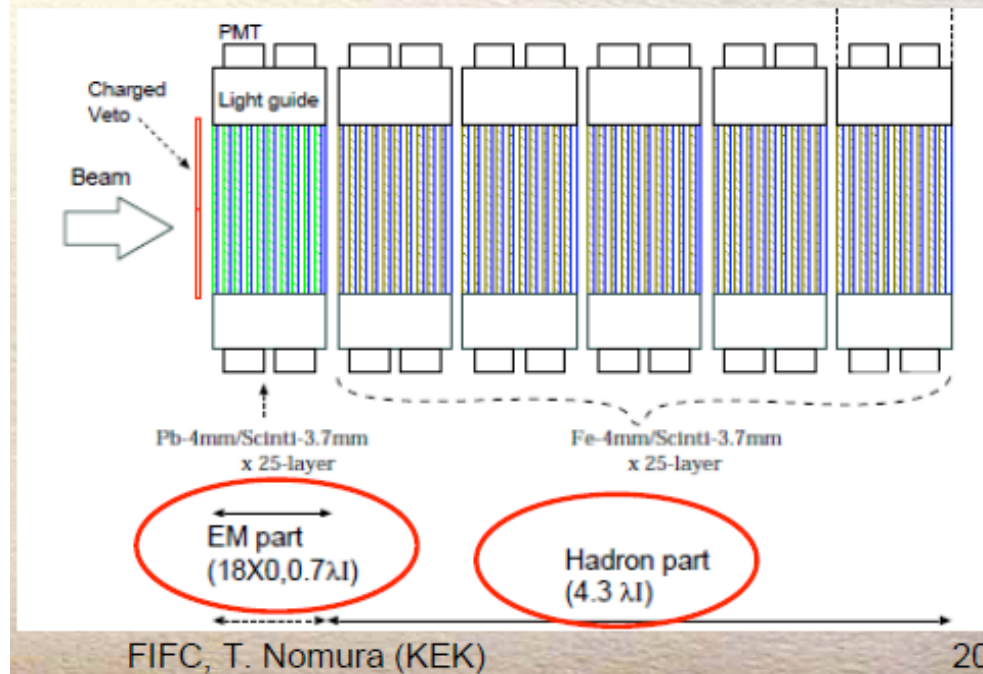 PMT
Charged
Veto
Light guide
Beam
Pb-4mm/Scinti-3.7mm
x 25-layer
Fe-4mm/Scinti-3.7mm
x 25-layer
EM part
(18X0,0.7λI)
Hadron part
(4.3 λI)
FIFC, T. Nomura (KEK)
20